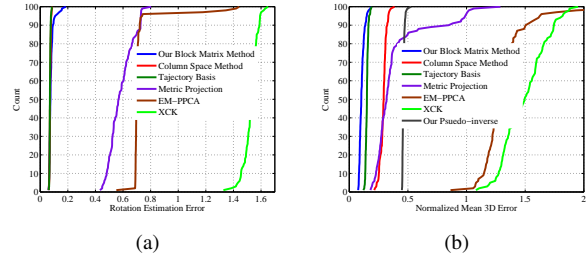 100
90
80
70
60
50
40
30
20
10
0
Count
Our Block Matrix Method
Column Space Method
Tajectory Basis
Metric Projection
EM−PPCA
XCK
0 0.2 0.4 0.6 0.8 1 1.2 1.4 1.6
Rotation Estimation Error
(a)
100
90
80
70
60
50
40
30
20
10
0
Count
Our Block Matrix Method
Column Space Method
Tajectory Basis
Metric Projection
EM−PPCA
XCK
Our Psuedo−inverse
0 0.5 1 1.5 2
Normalized Mean 3D Error
(b)